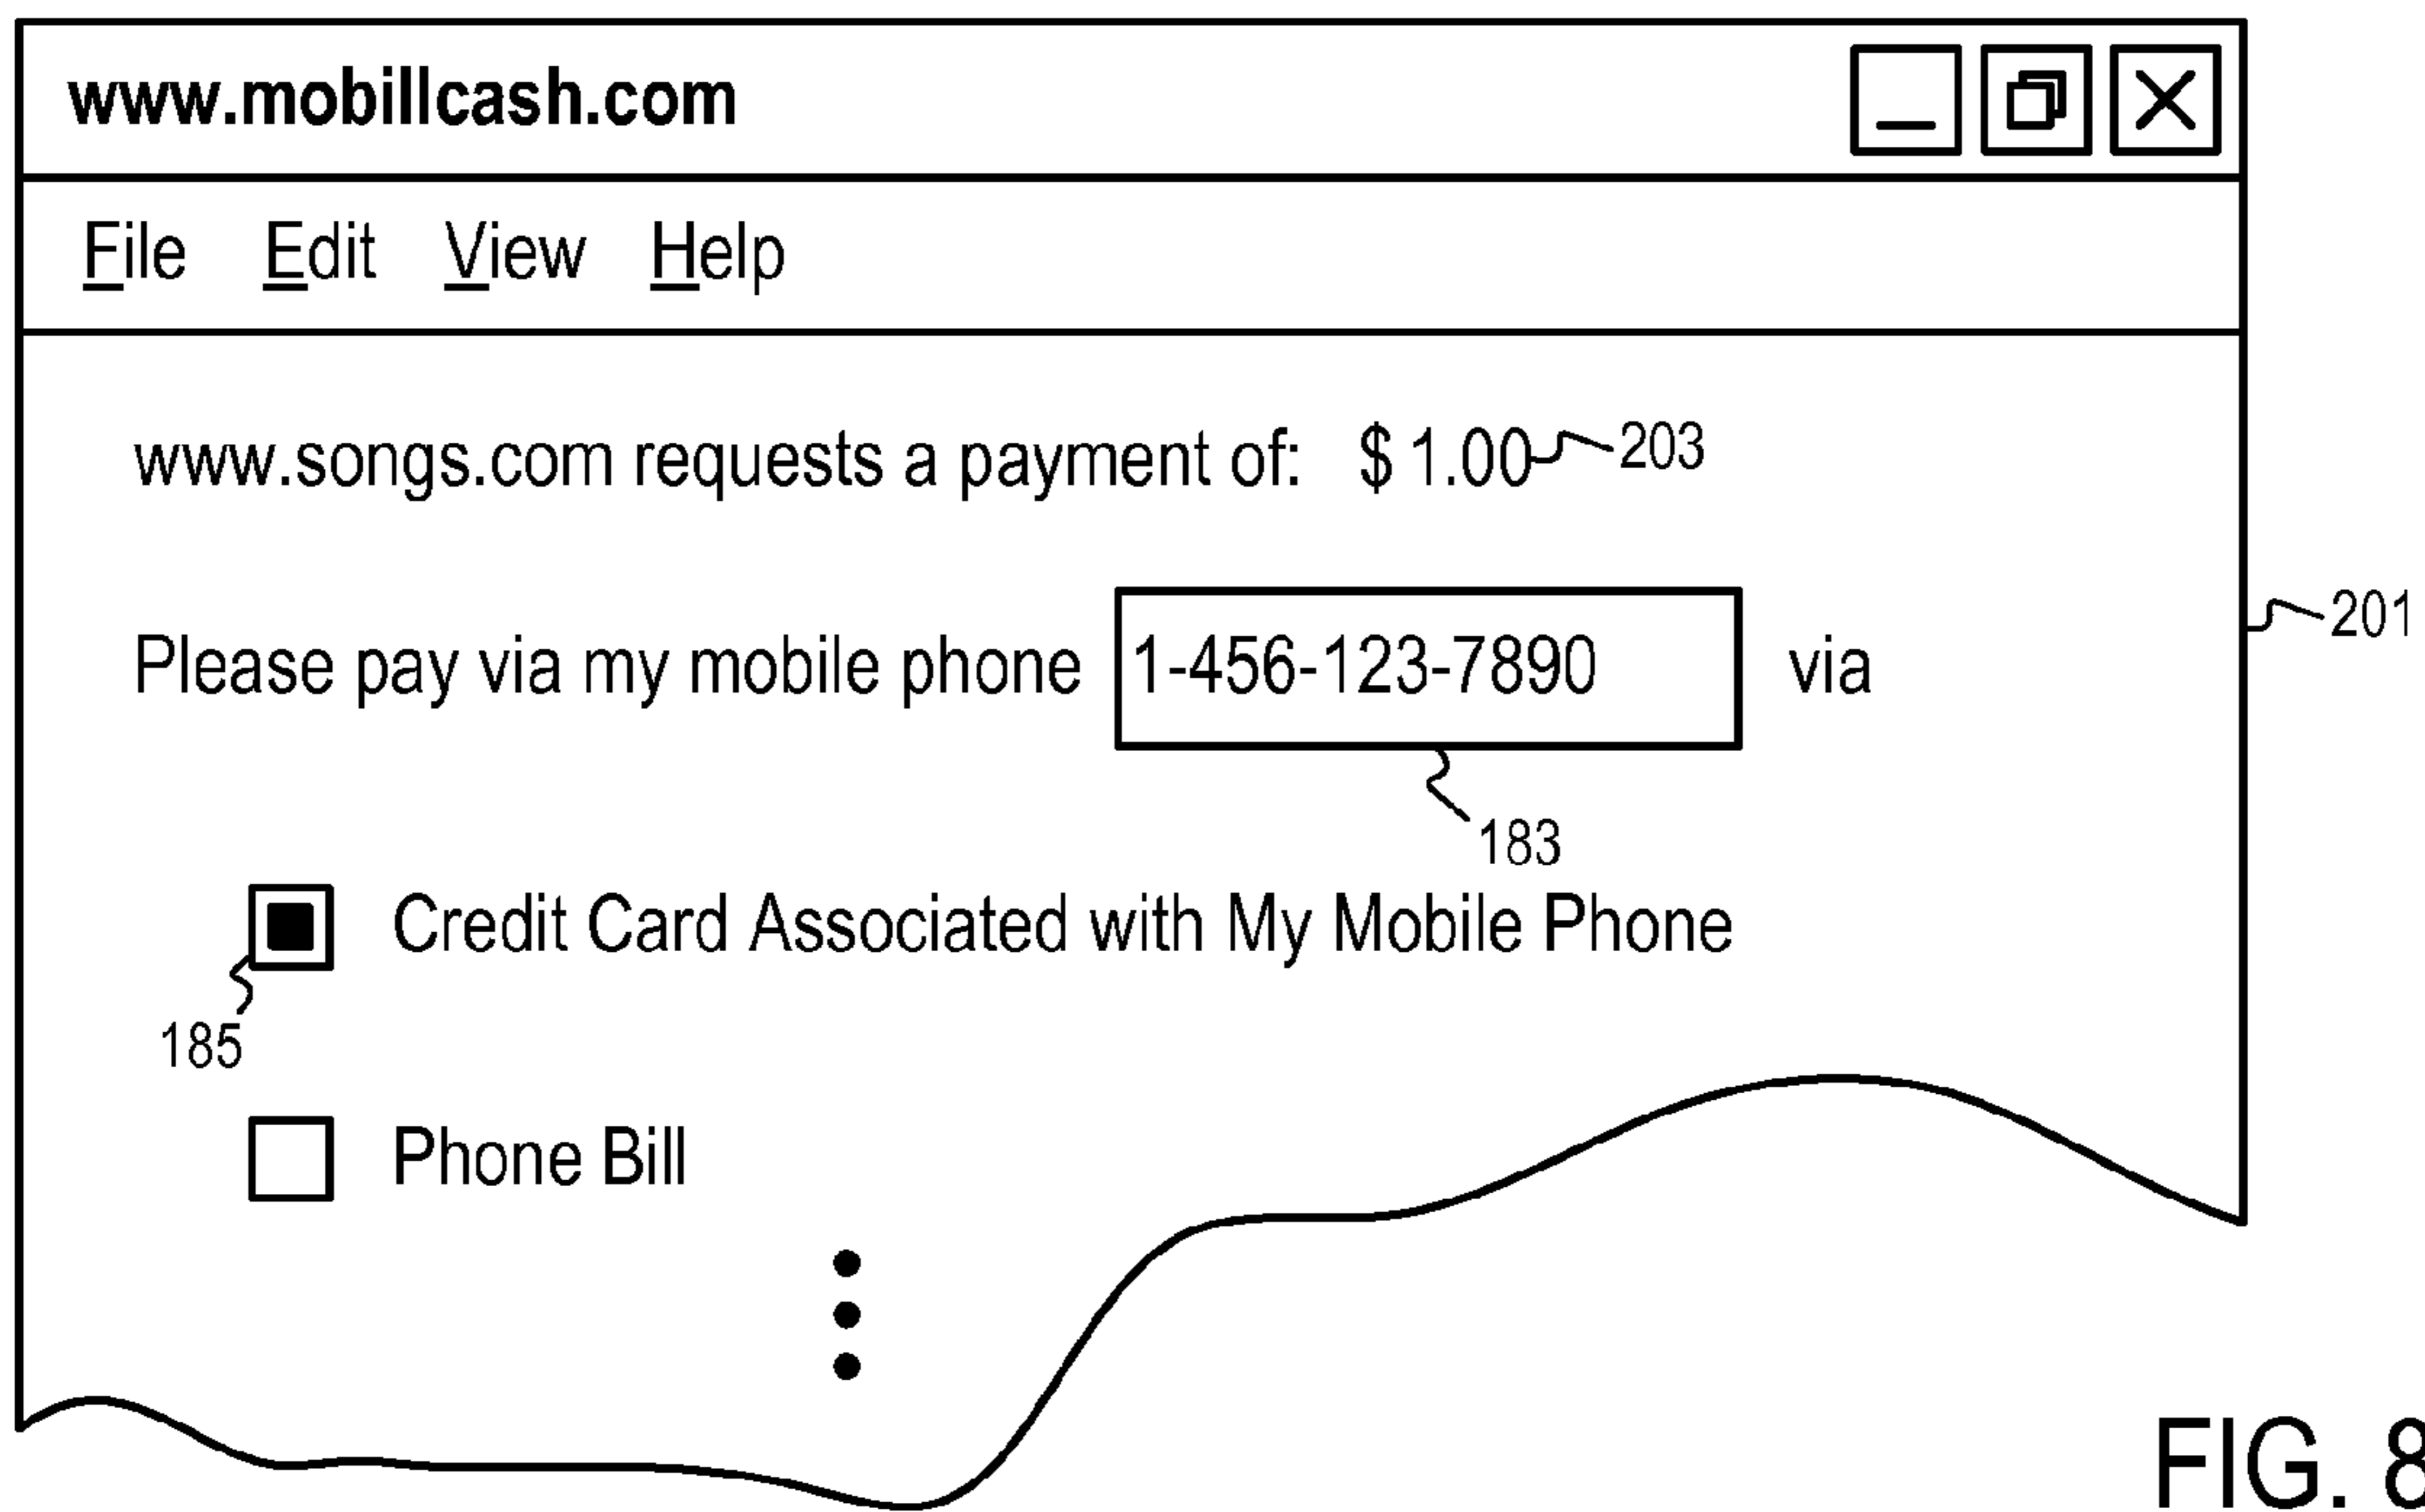 www.mobillcash.com
File Edit View Help
www.songs.com requests a payment of: $ 1.00 203
201
Please pay via my mobile phone 1-456-123-7890 via
183
Credit Card Associated with My Mobile Phone
185
Phone Bill
FIG. 8